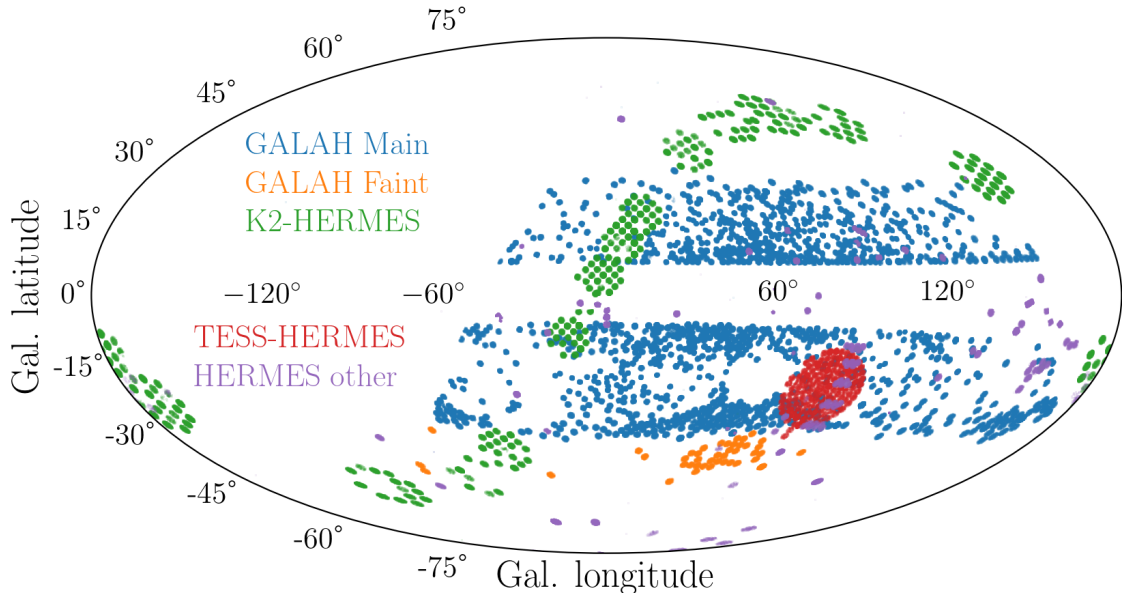 75°
60°
45°
30°
15°
0°
-15°
-30°
-45°
-60°
-75°
Gal. latitude
GALAH Main
GALAH Faint
K2-HERMES
−120°
−60°
60°
120°
TESS-HERMES
HERMES other
Gal. longitude